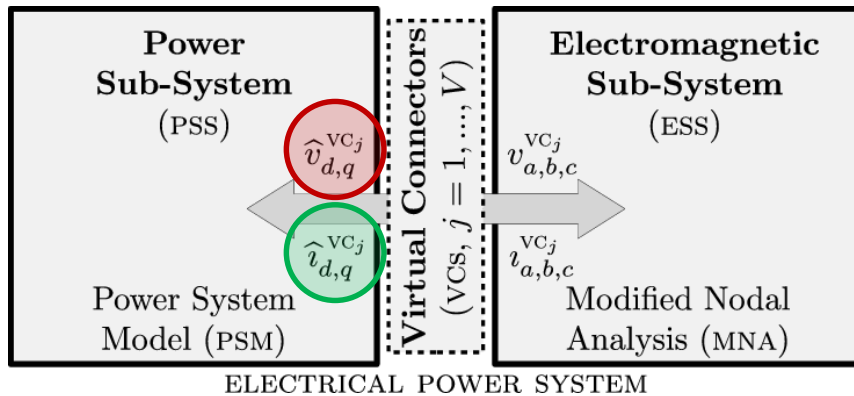 Power
Sub-System
(PSS)
v̂_{d,q}^{VC_j}
î_{d,q}^{VC_j}
Power System
Model (PSM)
Virtual Connectors
(VCs, j = 1, ..., V)
Electromagnetic
Sub-System
(ESS)
v_{a,b,c}^{VC_j}
ı_{a,b,c}^{VC_j}
Modified Nodal
Analysis (MNA)
ELECTRICAL POWER SYSTEM